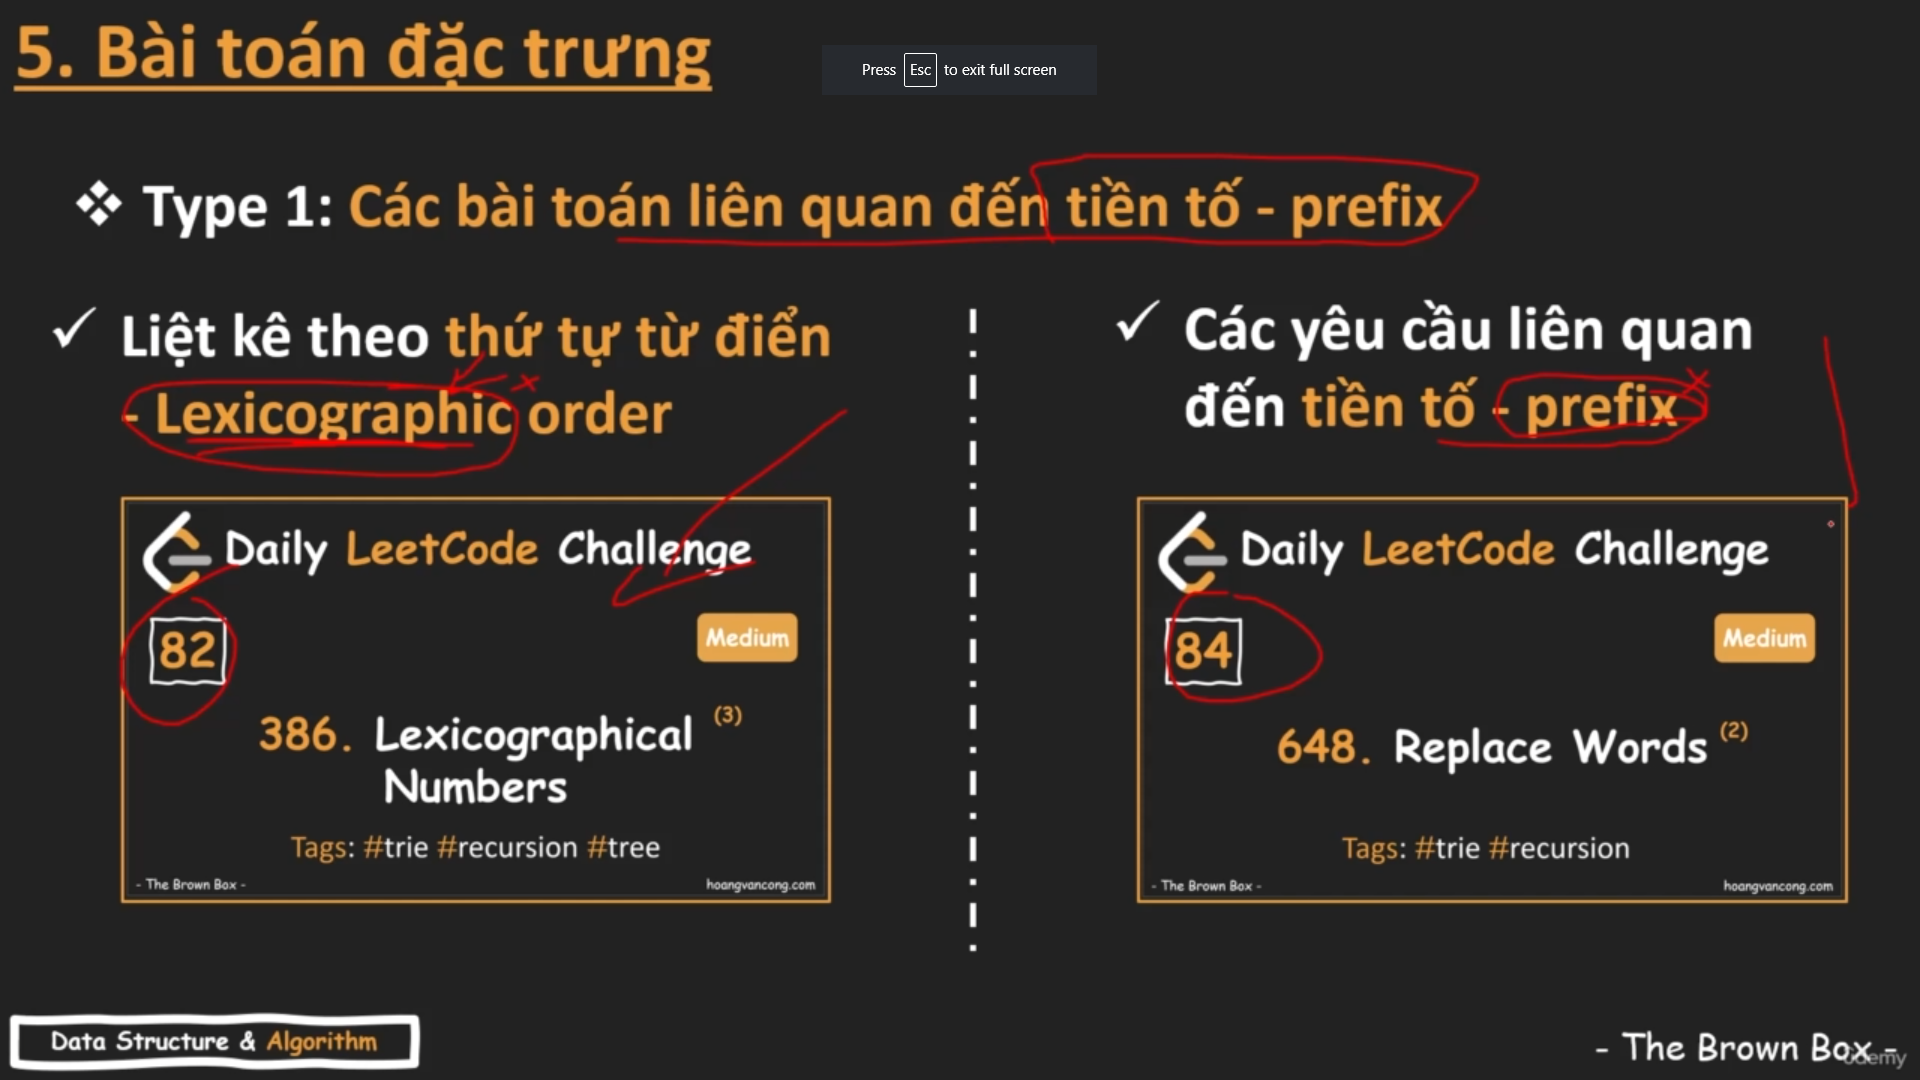 5. Bài toán đặc trưng
Press Esc to exit full screen
❖ Type 1: Các bài toán liên quan đến tiền tố - prefix
✓ Liệt kê theo thứ tự từ điển
- Lexicographic order
✓ Các yêu cầu liên quan
đến tiền tố - prefix
Daily LeetCode Challenge
82
Medium
386. Lexicographical (3)
Numbers
Tags: #trie #recursion #tree
- The Brown Box -
hoangvancong.com
Daily LeetCode Challenge
84
Medium
648. Replace Words (2)
Tags: #trie #recursion
- The Brown Box -
hoangvancong.com
Data Structure & Algorithm
- The Brown Box -
ûdemy